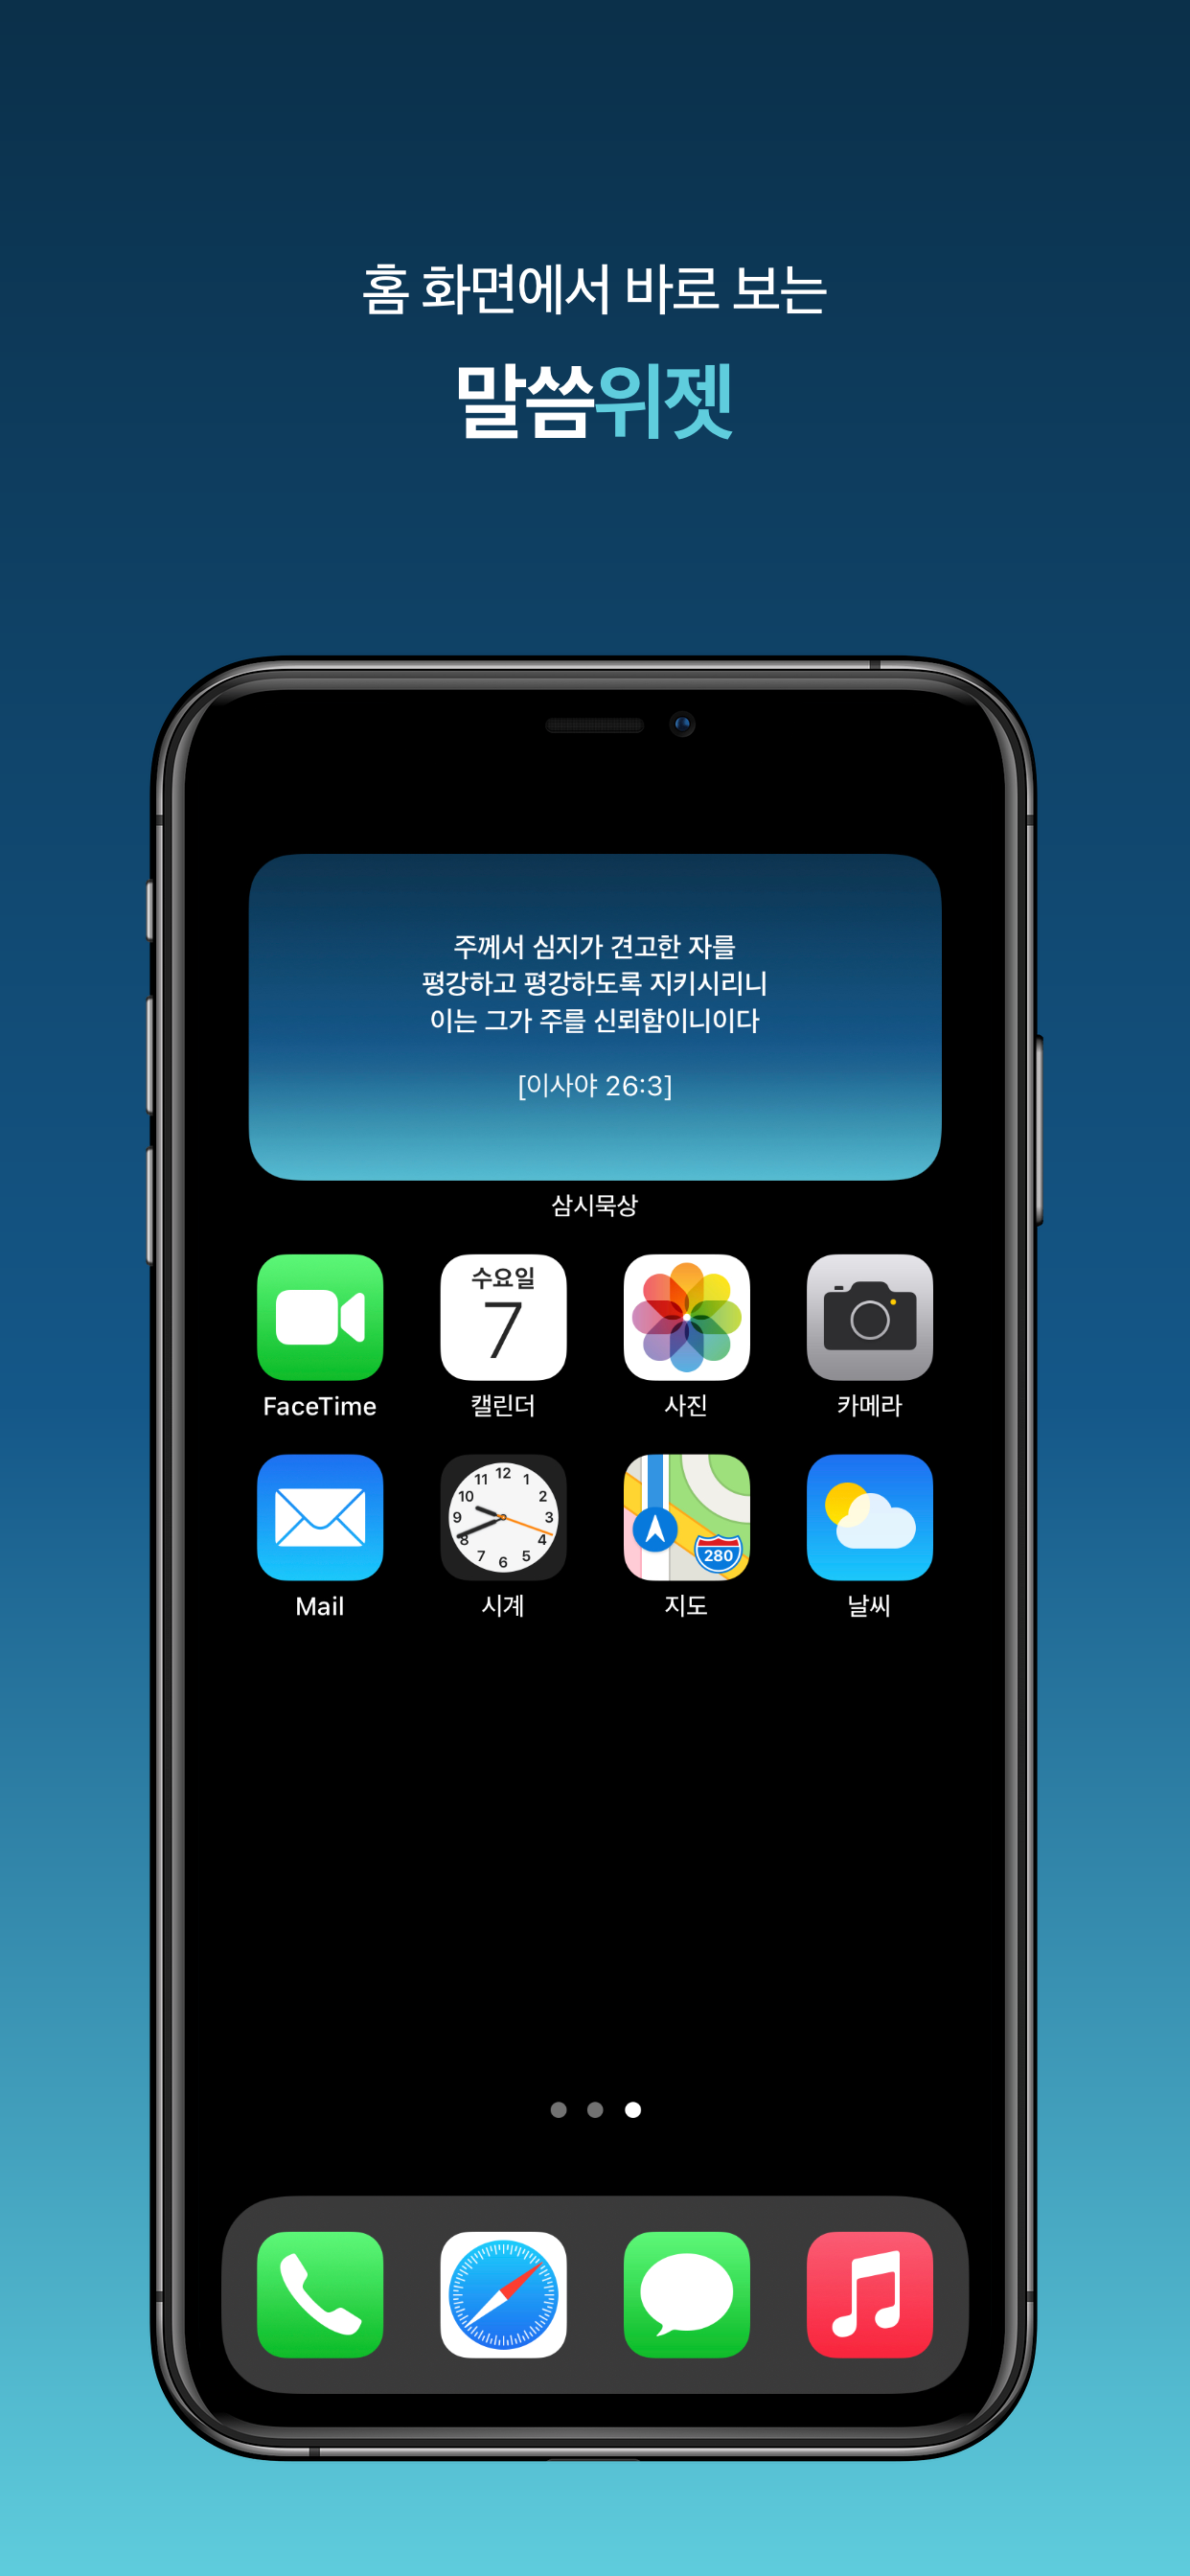 홈 화면에서 바로 보는
말씀위젯
주께서 심지가 견고한 자를
평강하고 평강하도록 지키시리니
이는 그가 주를 신뢰함이니이다
[이사야 26:3]
삼시묵상
수요일
7
FaceTime
캘린더
사진
카메라
12
11 1
10 2
9 3
8 4
7 5
6
280
Mail
시계
지도
날씨